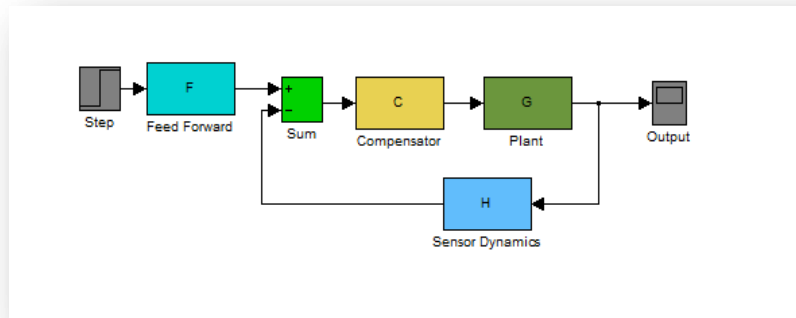 F
+
−
C
G
Step
Feed Forward
Sum
Compensator
Plant
Output
H
Sensor Dynamics